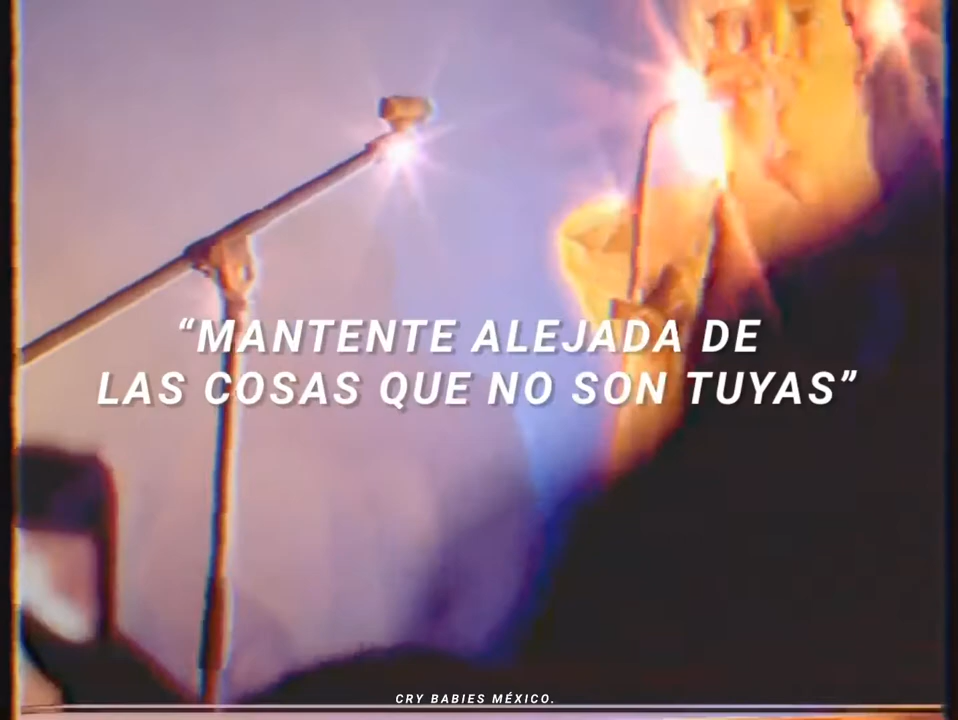 “MANTENTE ALEJADA DE
LAS COSAS QUE NO SON TUYAS”
CRY BABIES MÉXICO.